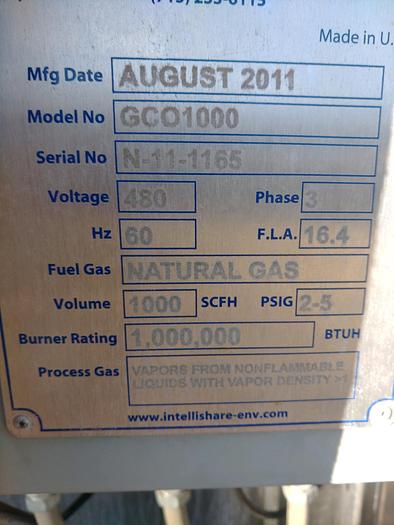 Made in U.
Mfg Date AUGUST 2011
Model No GCO1000
Serial No N-11-1165
Voltage 480 Phase 3
Hz 60 F.L.A. 16.4
Fuel Gas NATURAL GAS
Volume 1000 SCFH PSIG 2-5
Burner Rating 1,000,000 BTUH
Process Gas VAPORS FROM NONFLAMMABLE
LIQUIDS WITH VAPOR DENSITY >1
www.intellishare-env.com